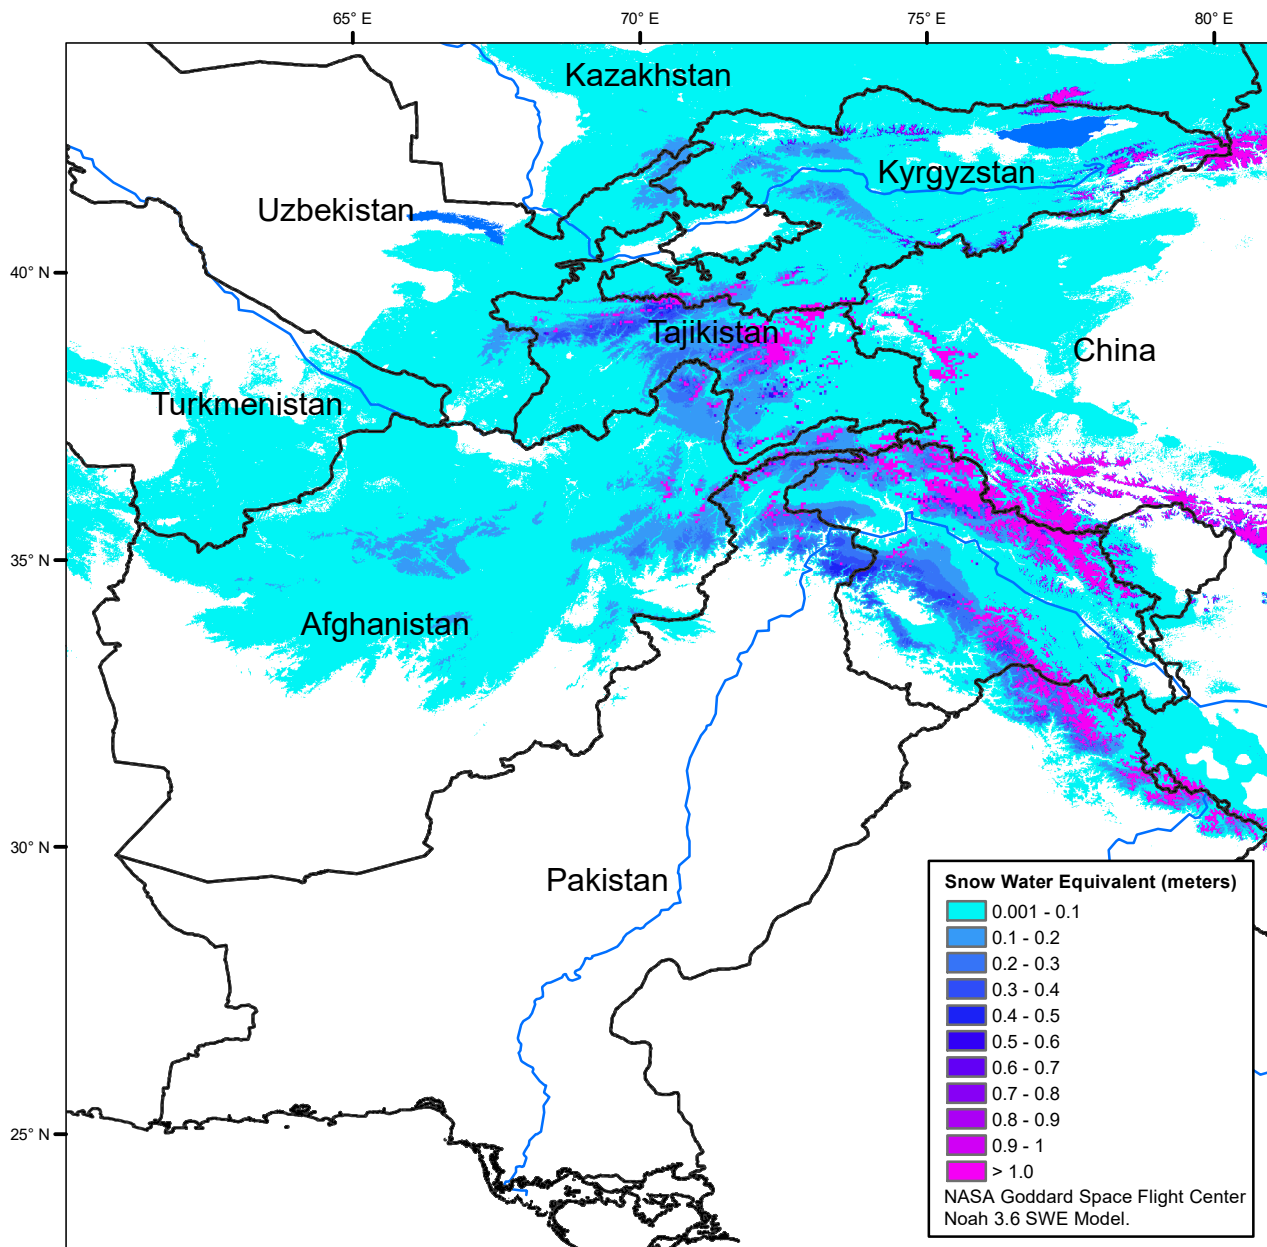 65° E
70° E
75° E
80° E
Kazakhstan
Kyrgyzstan
Uzbekistan
40° N
Tajikistan
China
Turkmenistan
35° N
Afghanistan
30° N
Pakistan
25° N
Snow Water Equivalent (meters)
0.001 - 0.1
0.1 - 0.2
0.2 - 0.3
0.3 - 0.4
0.4 - 0.5
0.5 - 0.6
0.6 - 0.7
0.7 - 0.8
0.8 - 0.9
0.9 - 1
> 1.0
NASA Goddard Space Flight Center
Noah 3.6 SWE Model.